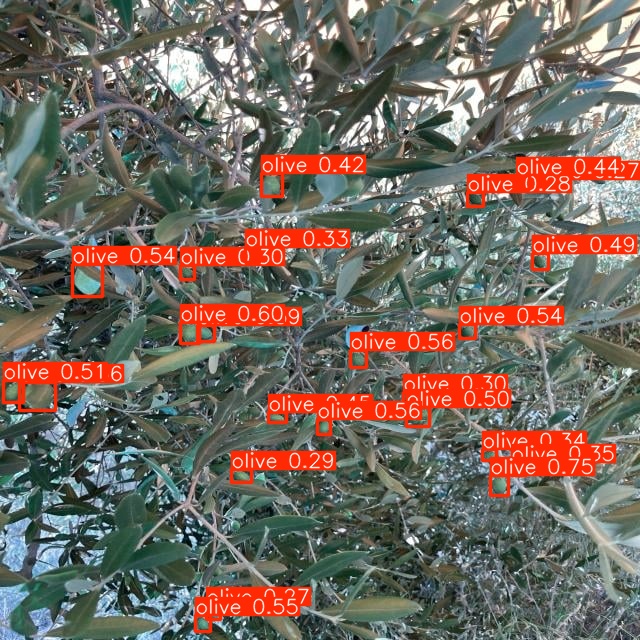 olive 0.42
olive 0.44
olive 0.28
olive 0.33
olive 0.49
olive 0.54
olive 0.30
olive 0.60
olive 0.54
olive 0.56
olive 0.51
olive 0.30
olive 0.50
olive 0.56
olive 0.34
olive 0.35
olive 0.29
olive 0.75
olive 0.27
olive 0.55